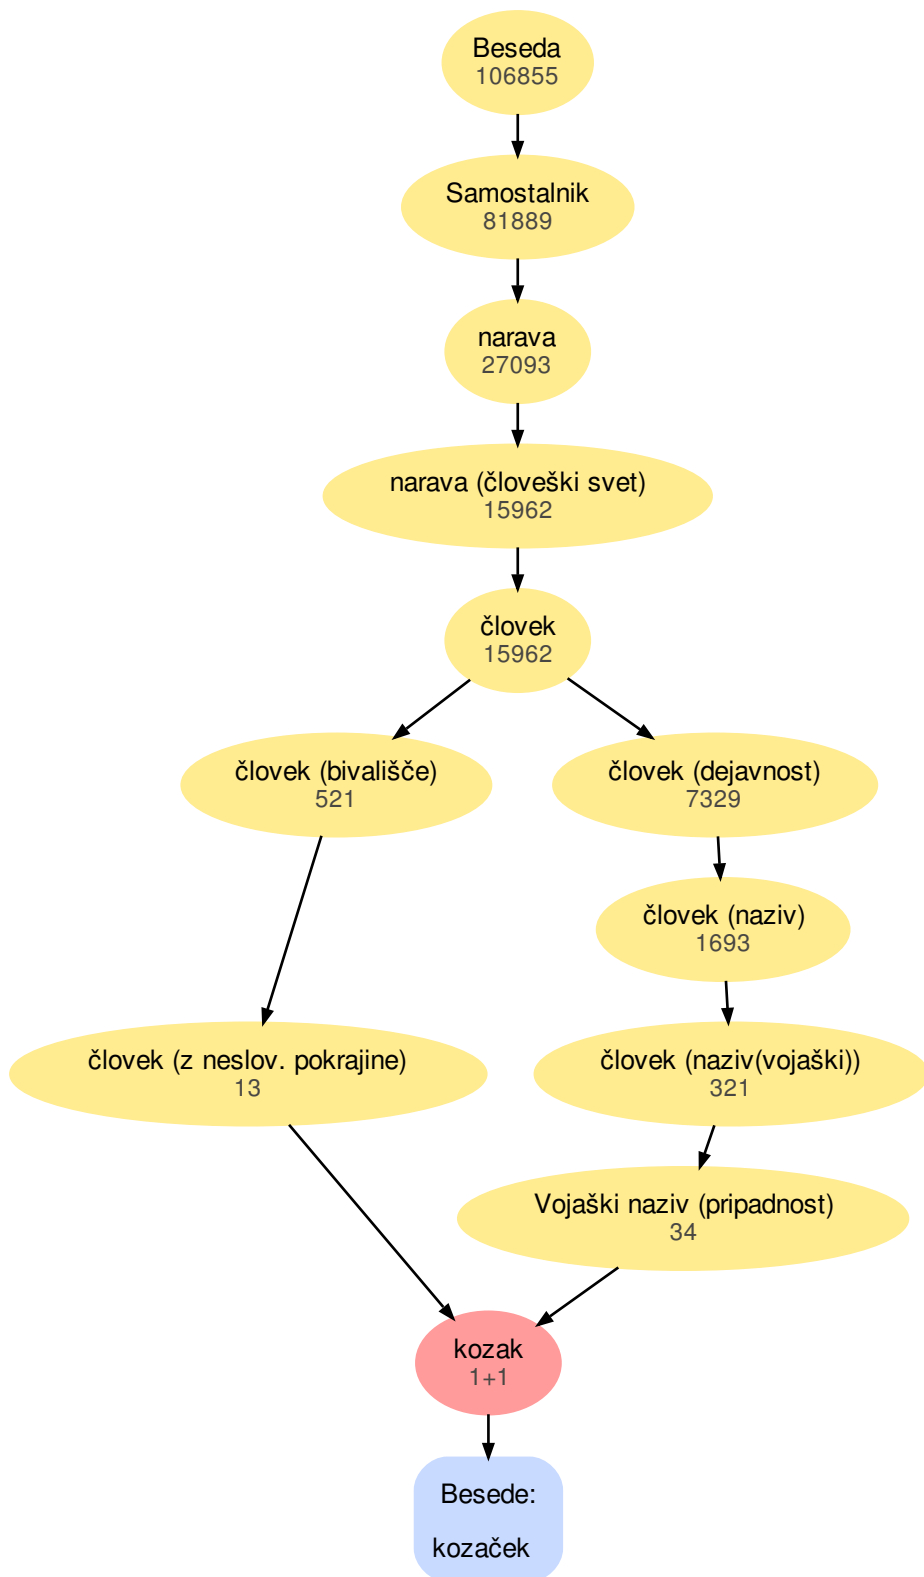 Beseda
106855
Samostalnik
81889
narava
27093
narava (človeški svet)
15962
človek
15962
človek (bivališče)
521
človek (dejavnost)
7329
človek (naziv)
1693
človek (z neslov. pokrajine)
13
človek (naziv(vojaški))
321
Vojaški naziv (pripadnost)
34
kozak
1+1
Besede:
kozaček